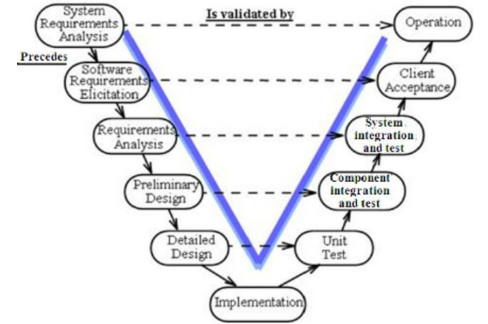 System
Requirements
Analysis
Is validated by
Operation
Precedes
Software
Requirements
Elicitation
Client
Acceptance
Requirements
Analysis
System
integration
and test
Preliminary
Design
Component
integration
and test
Detailed
Design
Unit
Test
Implementation